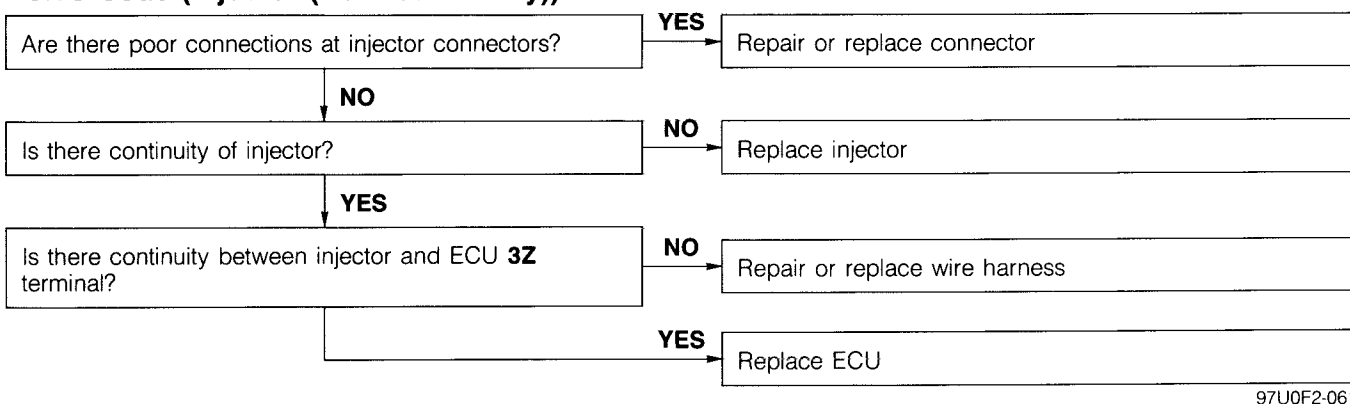 Are there poor connections at injector connectors?
YES
Repair or replace connector
NO
Is there continuity of injector?
NO
Replace injector
YES
Is there continuity between injector and ECU 3Z
terminal?
NO
Repair or replace wire harness
YES
Replace ECU
97U0F2-06